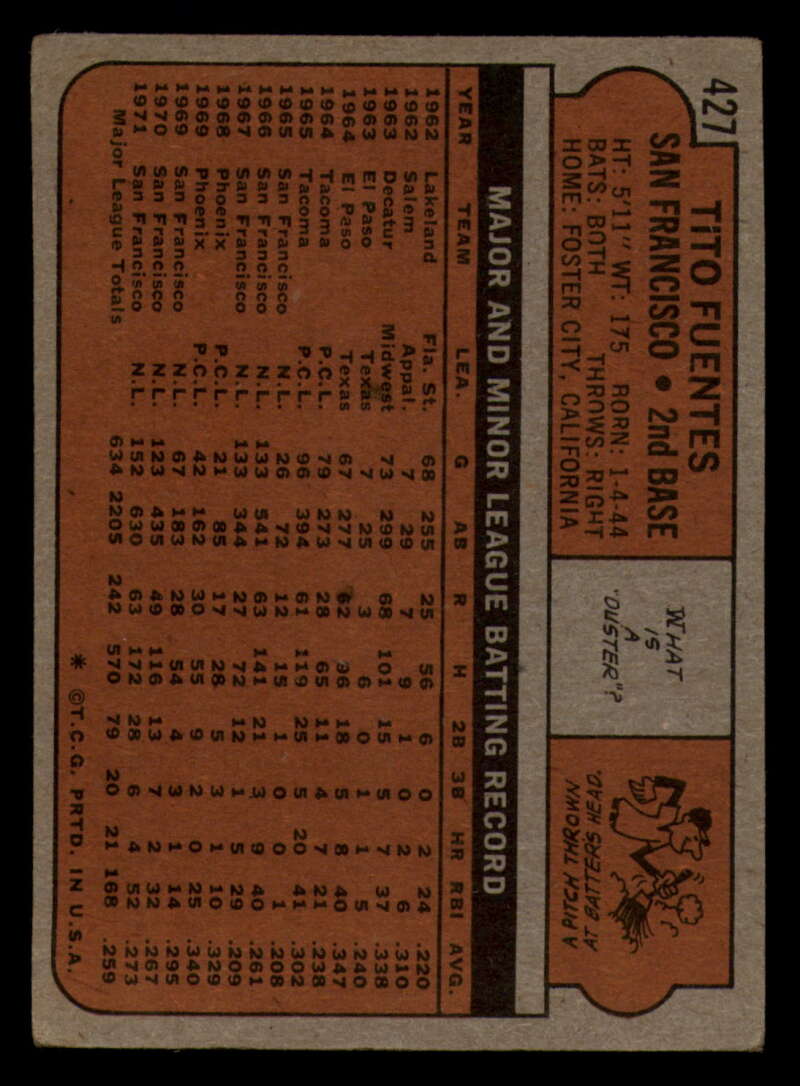 427
TiTO FUENTES
SAN FRANCISCO • 2nd BASE
HT: 5'11" WT: 175 BORN: 1-4-44
BATS: BOTH THROWS: RIGHT
HOME: FOSTER CITY, CALIFORNIA
WHAT
IS
A
"DUSTER"?
A PITCH THROWN
AT BATTERS HEAD.
MAJOR AND MINOR LEAGUE BATTING RECORD
YEAR TEAM LEA. G AB R H 2B 3B HR RBI AVG.
1962 Lakeland Fla. St. 68 255 25 56 6 0 2 24 .220
1962 Salem Appal. 7 29 7 9 1 0 2 6 .310
1963 Decatur Midwest 73 299 68 101 15 5 7 37 .338
1963 El Paso Texas 7 25 3 6 0 1 1 5 .240
1964 El Paso Texas 67 277 62 36 18 5 8 40 .347
1964 Tacoma P.C.L. 79 273 28 65 11 4 7 21 .238
1965 Tacoma P.C.L. 96 394 61 119 25 5 20 41 .302
1965 San Francisco N.L. 26 72 12 15 1 0 0 1 .208
1966 San Francisco N.L. 133 541 63 141 21 3 9 40 .261
1967 San Francisco N.L. 133 344 27 72 12 1 5 29 .209
1968 Phoenix P.C.L. 21 85 17 28 5 3 1 10 .329
1969 Phoenix P.C.L. 42 162 30 55 9 2 0 25 .340
1969 San Francisco N.L. 67 183 28 54 4 3 1 14 .295
1970 San Francisco N.L. 123 435 49 116 13 7 2 32 .267
1971 San Francisco N.L. 152 630 63 172 28 6 4 52 .273
Major League Totals 634 2205 242 570 79 20 21 168 .259
* ©T.C.G. PRTD. IN U.S.A.